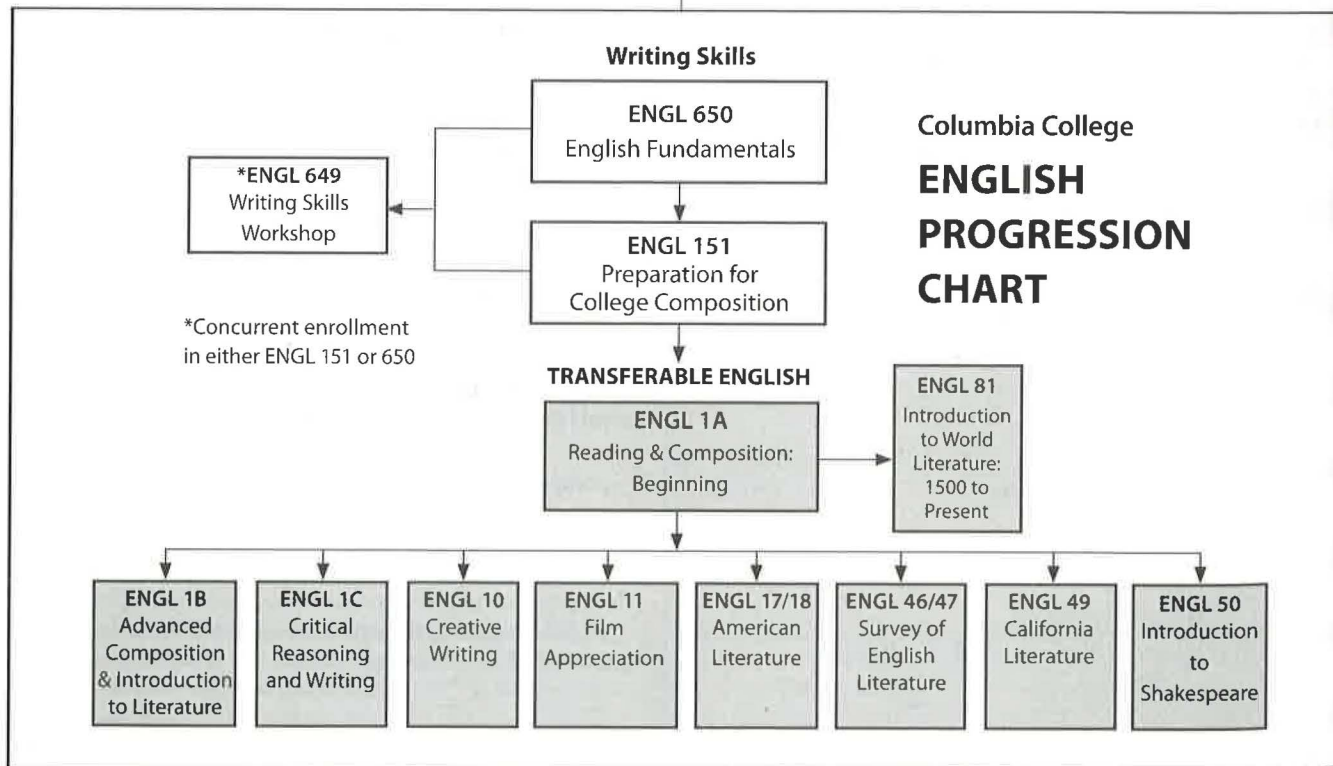 Writing Skills
ENGL 650
English Fundamentals
Columbia College
ENGLISH
PROGRESSION
CHART
*ENGL 649
Writing Skills
Workshop
ENGL 151
Preparation for
College Composition
*Concurrent enrollment
in either ENGL 151 or 650
TRANSFERABLE ENGLISH
ENGL 1A
Reading & Composition:
Beginning
ENGL 81
Introduction
to World
Literature:
1500 to
Present
ENGL 1B
Advanced
Composition
& Introduction
to Literature
ENGL 1C
Critical
Reasoning
and Writing
ENGL 10
Creative
Writing
ENGL 11
Film
Appreciation
ENGL 17/18
American
Literature
ENGL 46/47
Survey of
English
Literature
ENGL 49
California
Literature
ENGL 50
Introduction
to
Shakespeare